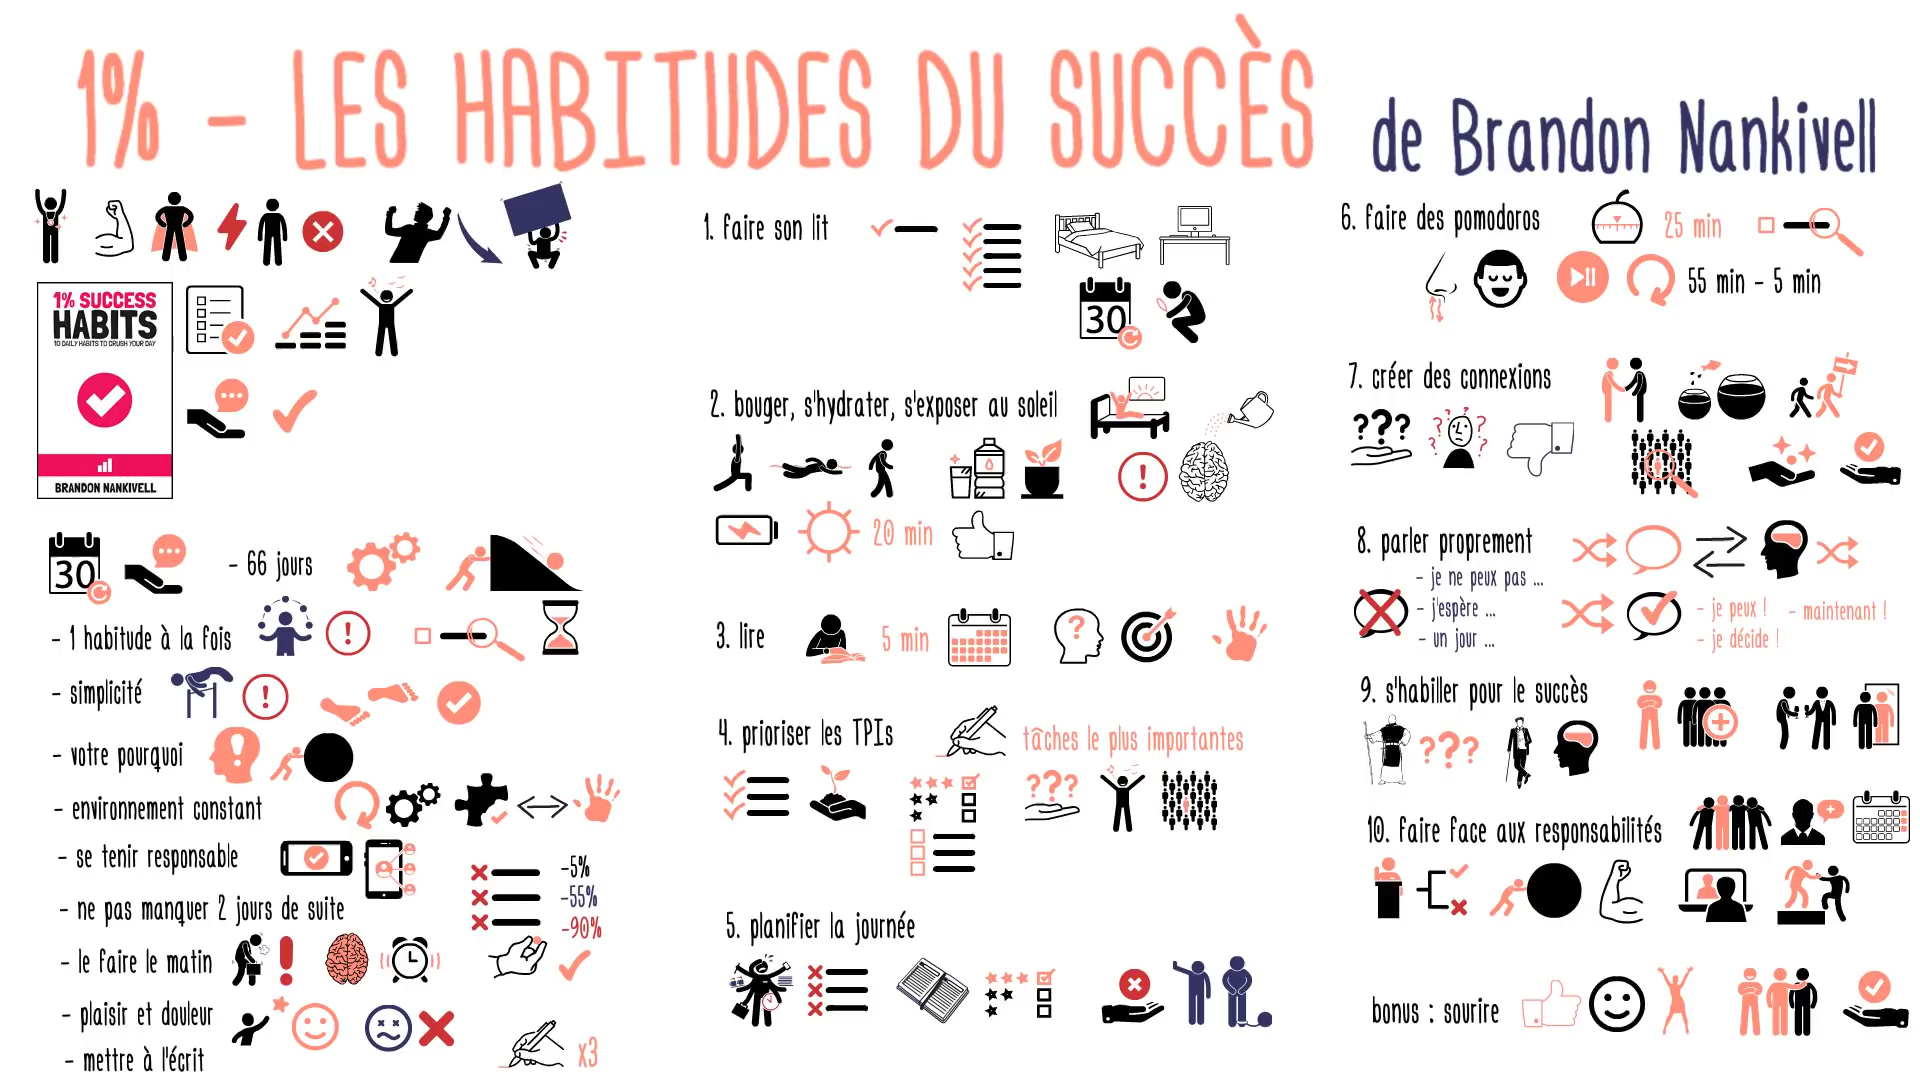 1% - LES HABITUDES DU SUCCÈS
de Brandon Nankivell
1% SUCCESS
HABITS
10 DAILY HABITS TO CRUSH YOUR DAY
BRANDON NANKIVELL
30
- 66 jours
- 1 habitude à la fois
- simplicité
- votre pourquoi
- environnement constant
- se tenir responsable
-5%
-55%
-90%
- ne pas manquer 2 jours de suite
- le faire le matin
- plaisir et douleur
- mettre à l'écrit
x3
1. faire son lit
30
2. bouger, s'hydrater, s'exposer au soleil
20 min
3. lire
5 min
?
4. prioriser les TPIs
tâches le plus importantes
???
5. planifier la journée
6. faire des pomodoros
25 min
55 min - 5 min
7. créer des connexions
???
8. parler proprement
- je ne peux pas ...
- j'espère ...
- un jour ...
- je peux !
- maintenant !
- je décide !
9. s'habiller pour le succès
???
10. faire face aux responsabilités
bonus : sourire